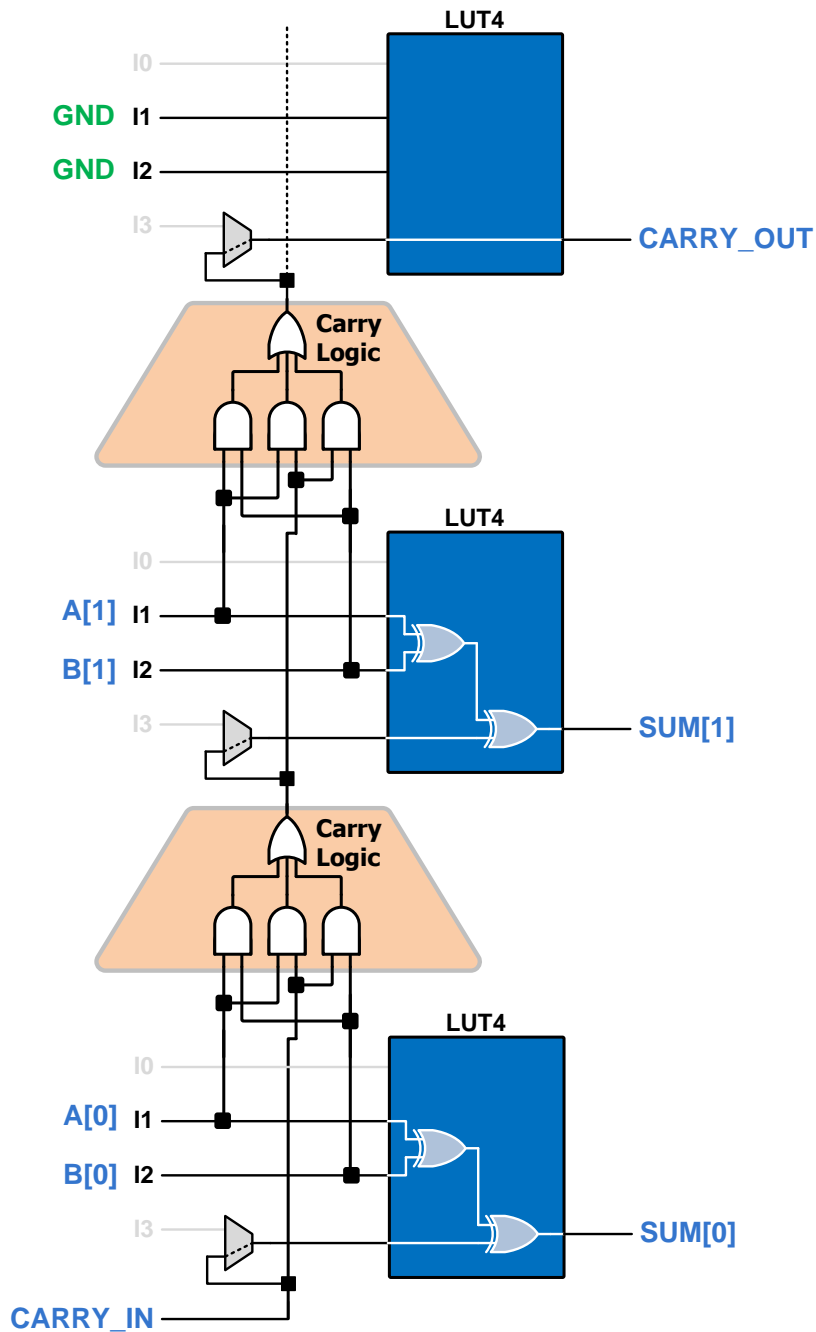 LUT4
I0
GND I1
GND I2
I3
CARRY_OUT
Carry
Logic
LUT4
I0
A[1] I1
B[1] I2
I3
SUM[1]
Carry
Logic
LUT4
I0
A[0] I1
B[0] I2
I3
SUM[0]
CARRY_IN